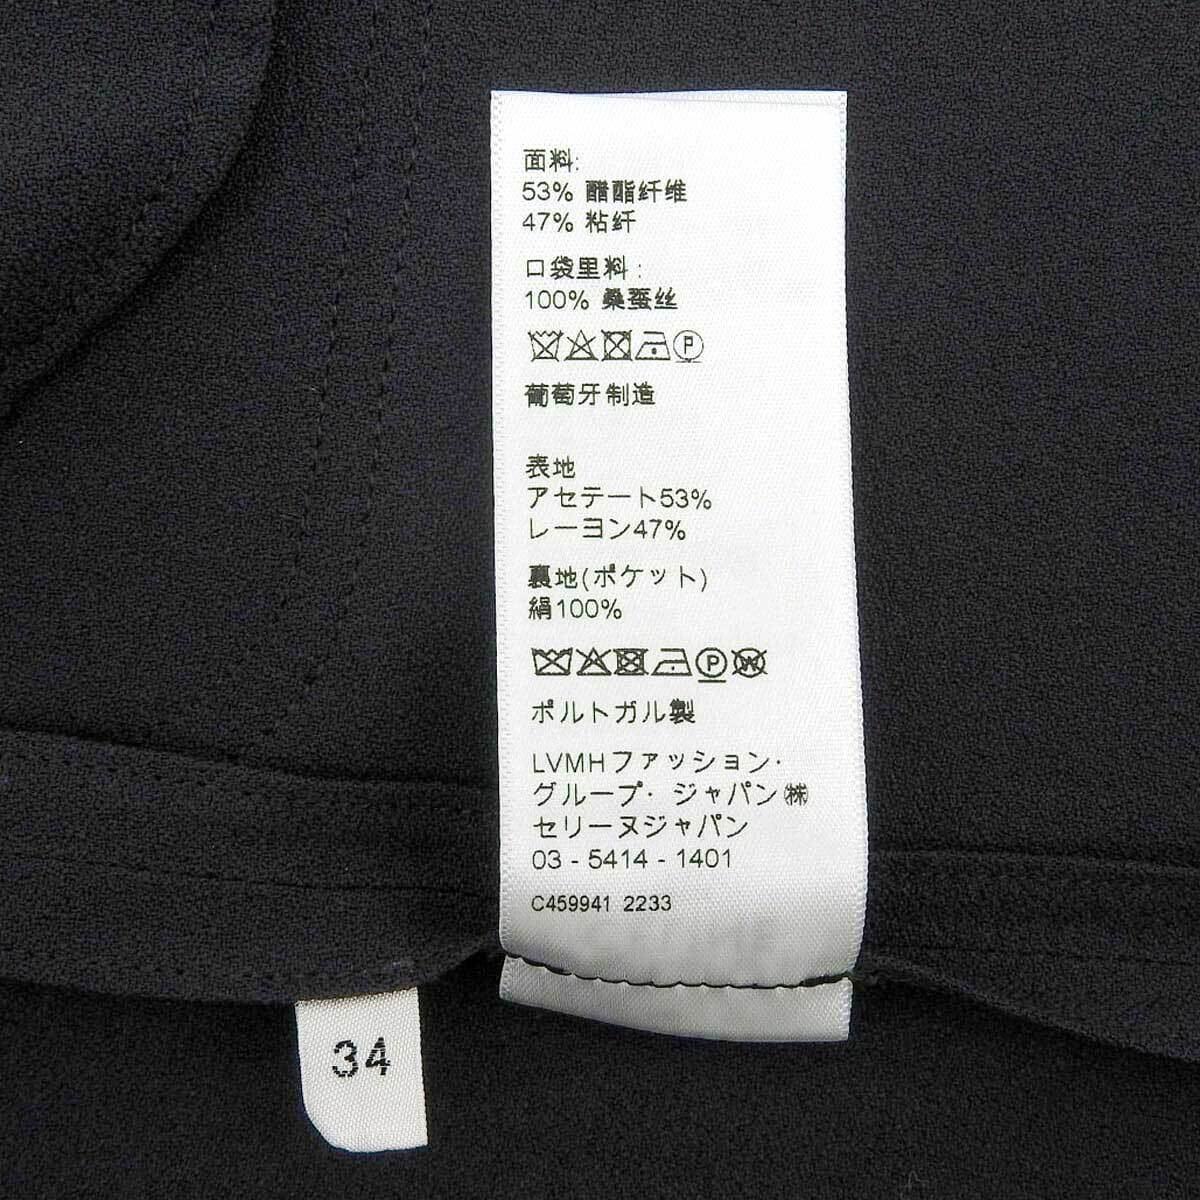 面料:
53% 醋酯纤维
47% 粘纤
口袋里料:
100% 桑蚕丝
P
葡萄牙制造
表地
アセテート53%
レーヨン47%
裏地(ポケット)
絹100%
P W
ポルトガル製
LVMHファッション・
グループ・ジャパン㈱
セリーヌジャパン
03 - 5414 - 1401
C459941 2233
34